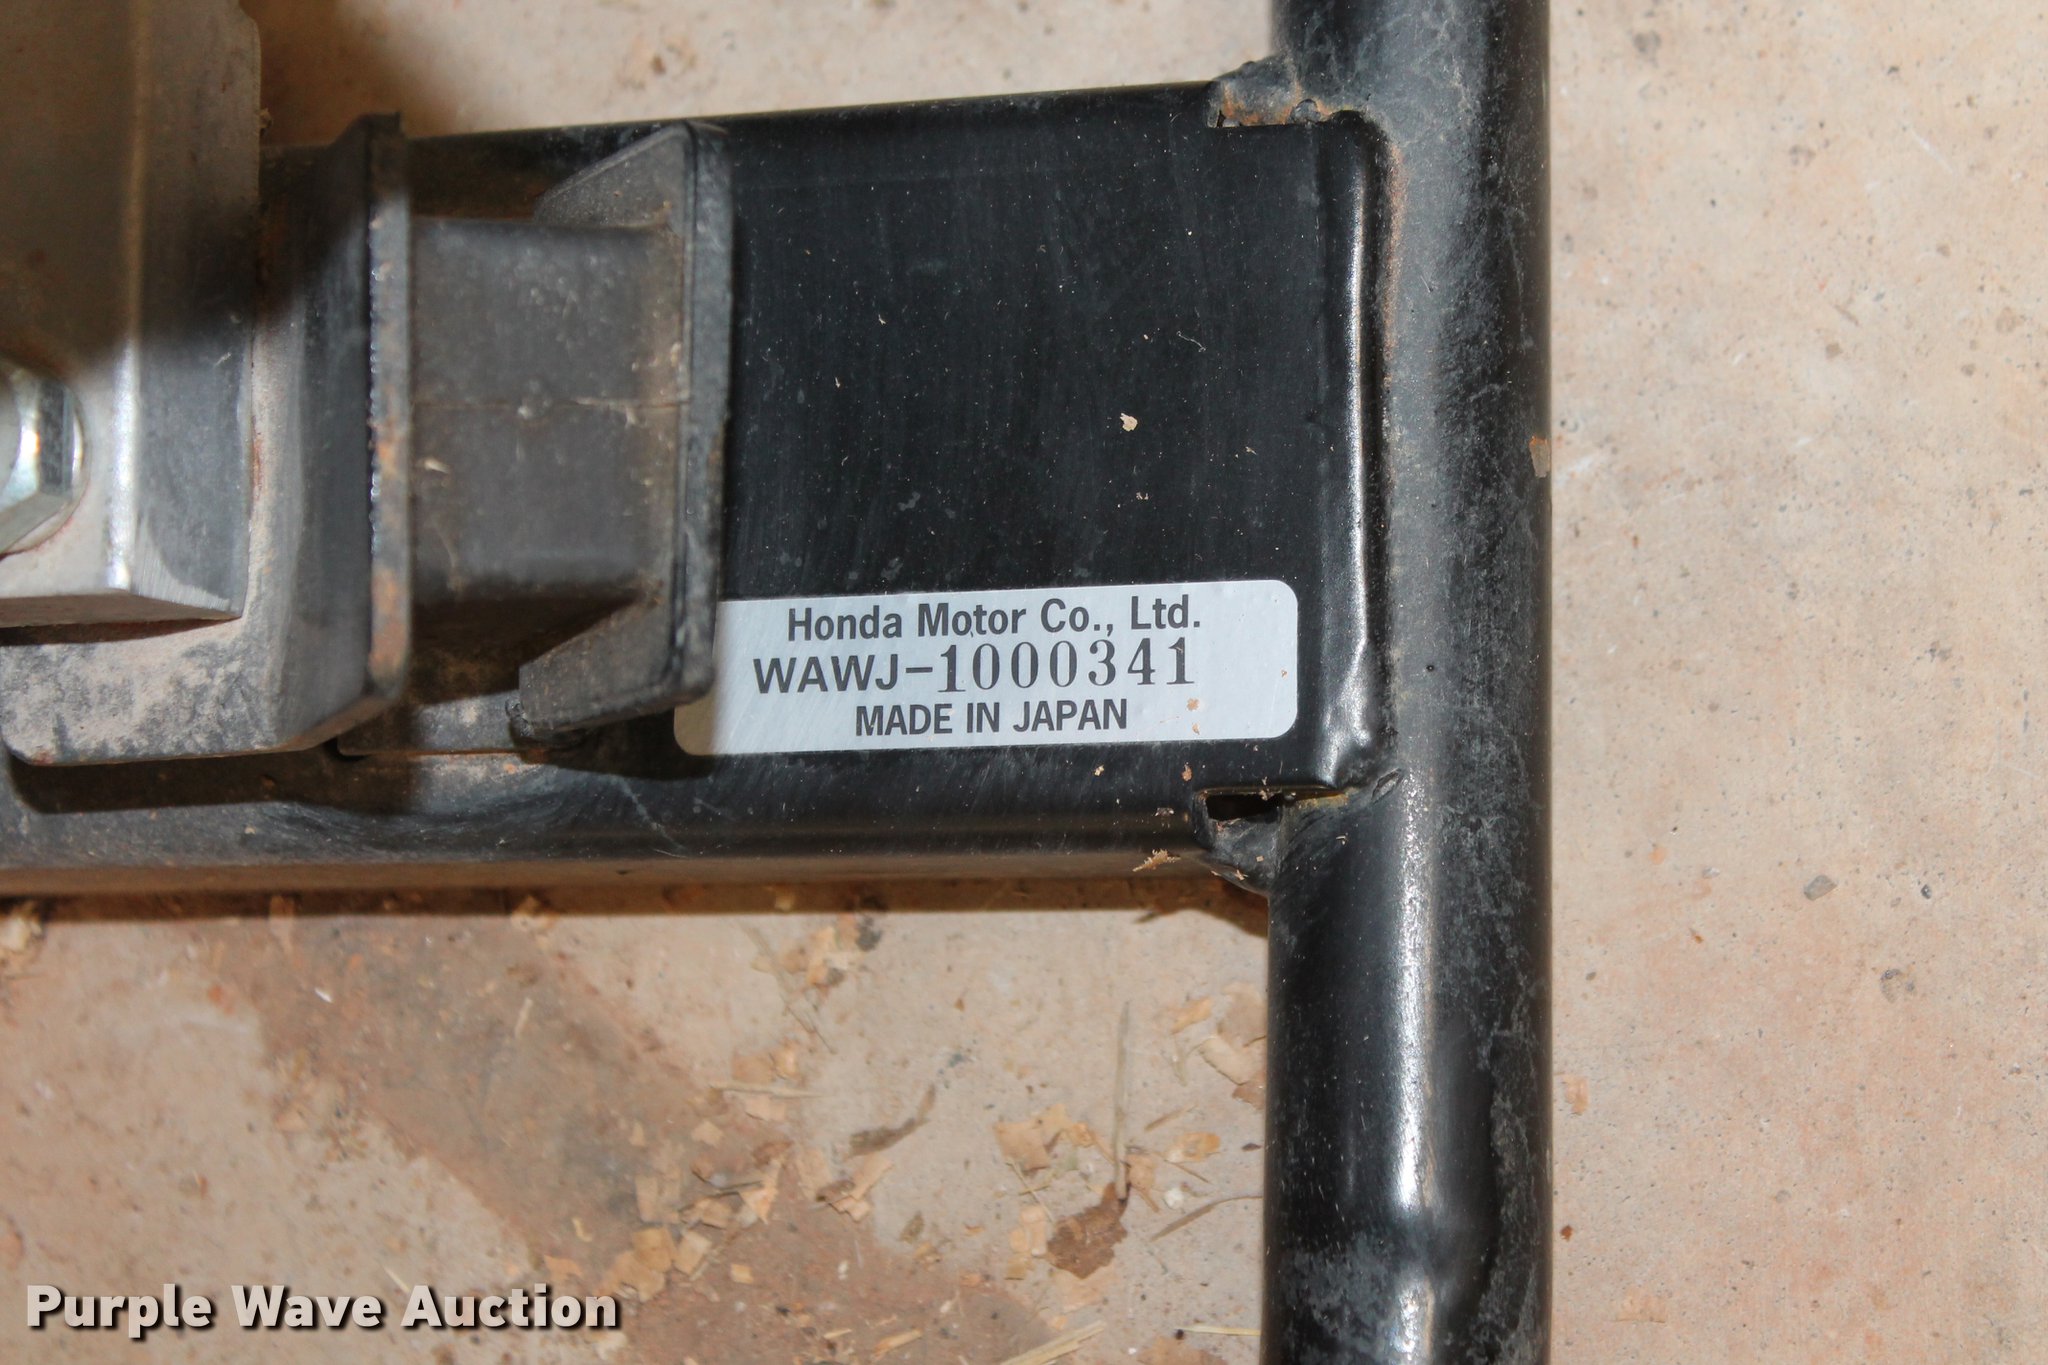 Honda Motor Co., Ltd.
WAWJ-1000341
MADE IN JAPAN
Purple Wave Auction